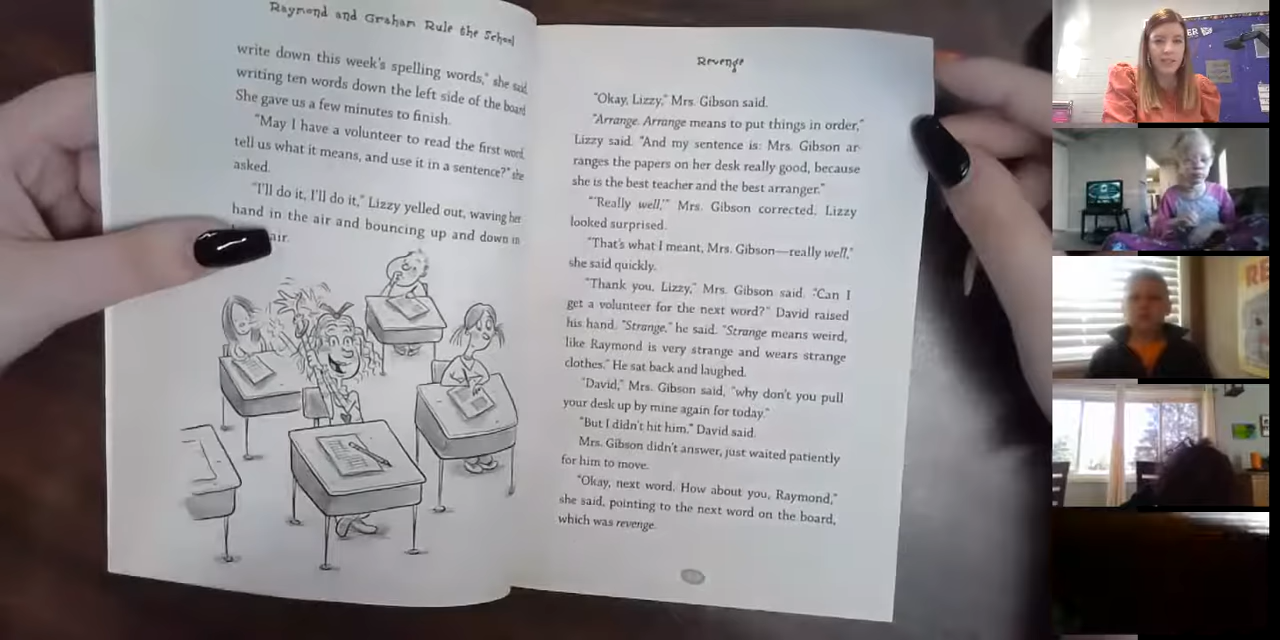 Raymond and Graham Rule the School
write down this week's spelling words," she said
writing ten words down the left side of the board
She gave us a few minutes to finish.
"May I have a volunteer to read the first word,
tell us what it means, and use it in a sentence?" she
asked.
"I'll do it, I'll do it," Lizzy yelled out, waving her
hand in the air and bouncing up and down in
air.
Revenge
"Okay, Lizzy," Mrs. Gibson said.
"Arrange. Arrange means to put things in order,"
Lizzy said. "And my sentence is: Mrs. Gibson ar-
ranges the papers on her desk really good, because
she is the best teacher and the best arranger."
"'Really well,'" Mrs. Gibson corrected. Lizzy
looked surprised.
"That's what I meant, Mrs. Gibson—really well,"
she said quickly.
"Thank you, Lizzy," Mrs. Gibson said. "Can I
get a volunteer for the next word?" David raised
his hand. "Strange," he said. "Strange means weird,
like Raymond is very strange and wears strange
clothes." He sat back and laughed.
"David," Mrs. Gibson said, "why don't you pull
your desk up by mine again for today."
"But I didn't hit him," David said.
Mrs. Gibson didn't answer, just waited patiently
for him to move.
"Okay, next word. How about you, Raymond,"
she said, pointing to the next word on the board,
which was revenge.